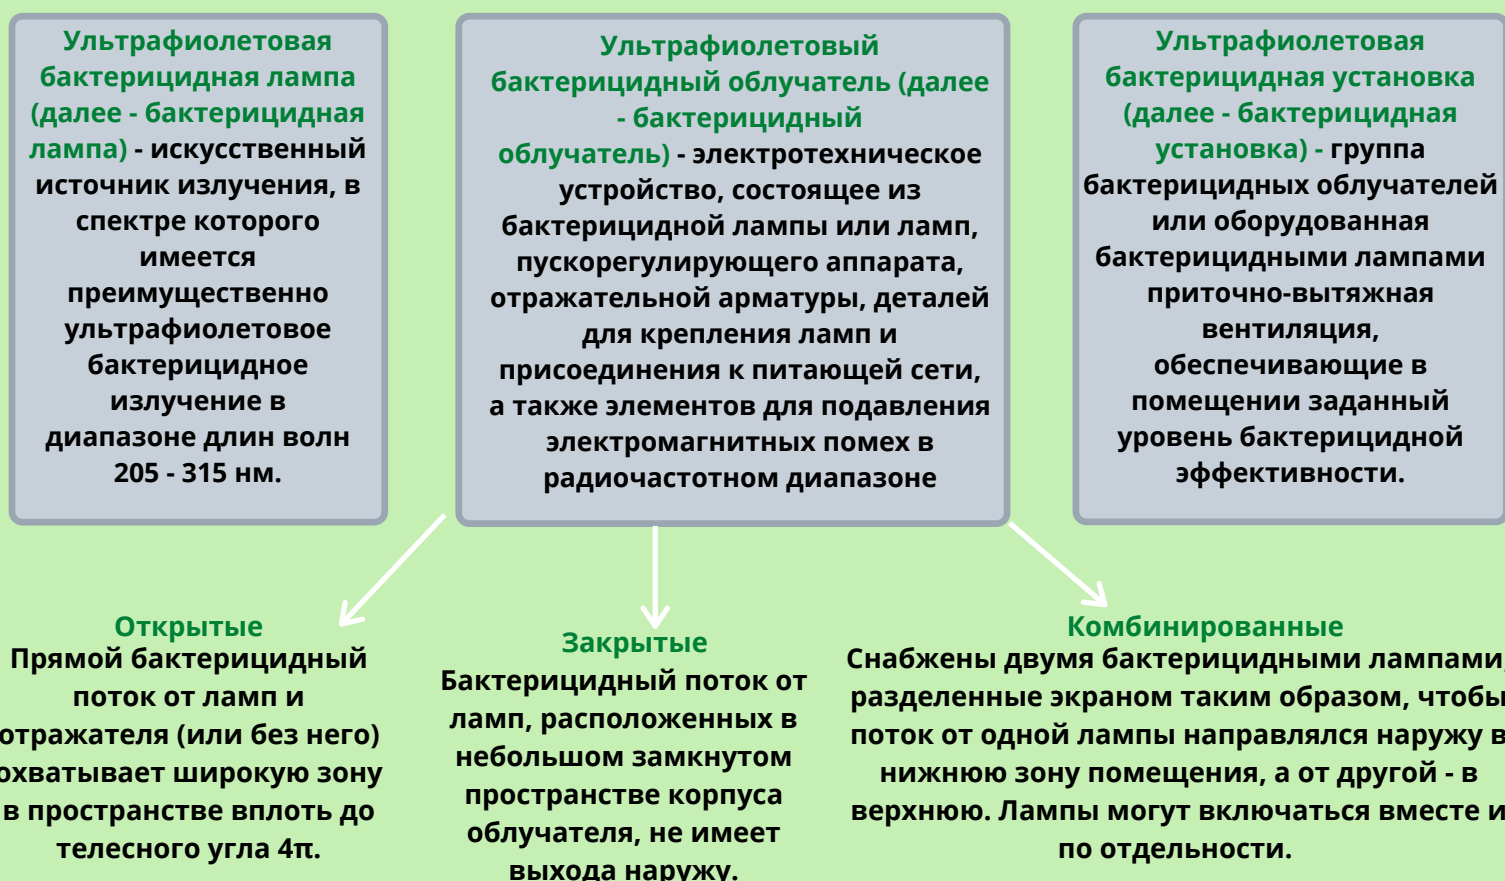 Ультрафиолетовая
бактерицидная лампа
(далее - бактерицидная
лампа) - искусственный
источник излучения, в
спектре которого
имеется
преимущественно
ультрафиолетовое
бактерицидное
излучение в
диапазоне длин волн
205 - 315 нм.
Ультрафиолетовый
бактерицидный облучатель (далее
- бактерицидный
облучатель) - электротехническое
устройство, состоящее из
бактерицидной лампы или ламп,
пускорегулирующего аппарата,
отражательной арматуры, деталей
для крепления ламп и
присоединения к питающей сети,
а также элементов для подавления
электромагнитных помех в
радиочастотном диапазоне
Ультрафиолетовая
бактерицидная установка
(далее - бактерицидная
установка) - группа
бактерицидных облучателей
или оборудованная
бактерицидными лампами
приточно-вытяжная
вентиляция,
обеспечивающие в
помещении заданный
уровень бактерицидной
эффективности.
Открытые
Прямой бактерицидный
поток от ламп и
отражателя (или без него)
охватывает широкую зону
в пространстве вплоть до
телесного угла 4π.
Закрытые
Бактерицидный поток от
ламп, расположенных в
небольшом замкнутом
пространстве корпуса
облучателя, не имеет
выхода наружу.
Комбинированные
Снабжены двумя бактерицидными лампами,
разделенные экраном таким образом, чтобы
поток от одной лампы направлялся наружу в
нижнюю зону помещения, а от другой - в
верхнюю. Лампы могут включаться вместе и
по отдельности.